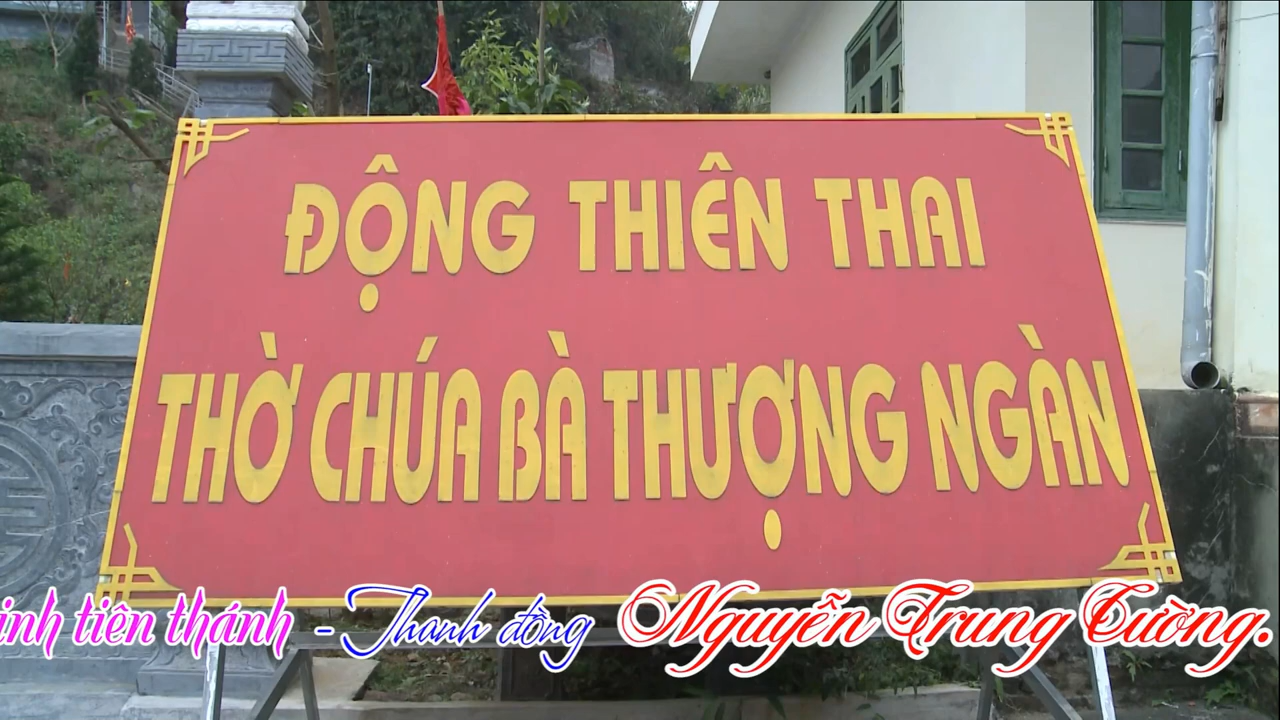 ĐỘNG THIÊN THAI
THỜ CHÚA BÀ THƯỢNG NGÀN
tiên thánh - Thanh đồng Nguyễn Trung Cường.